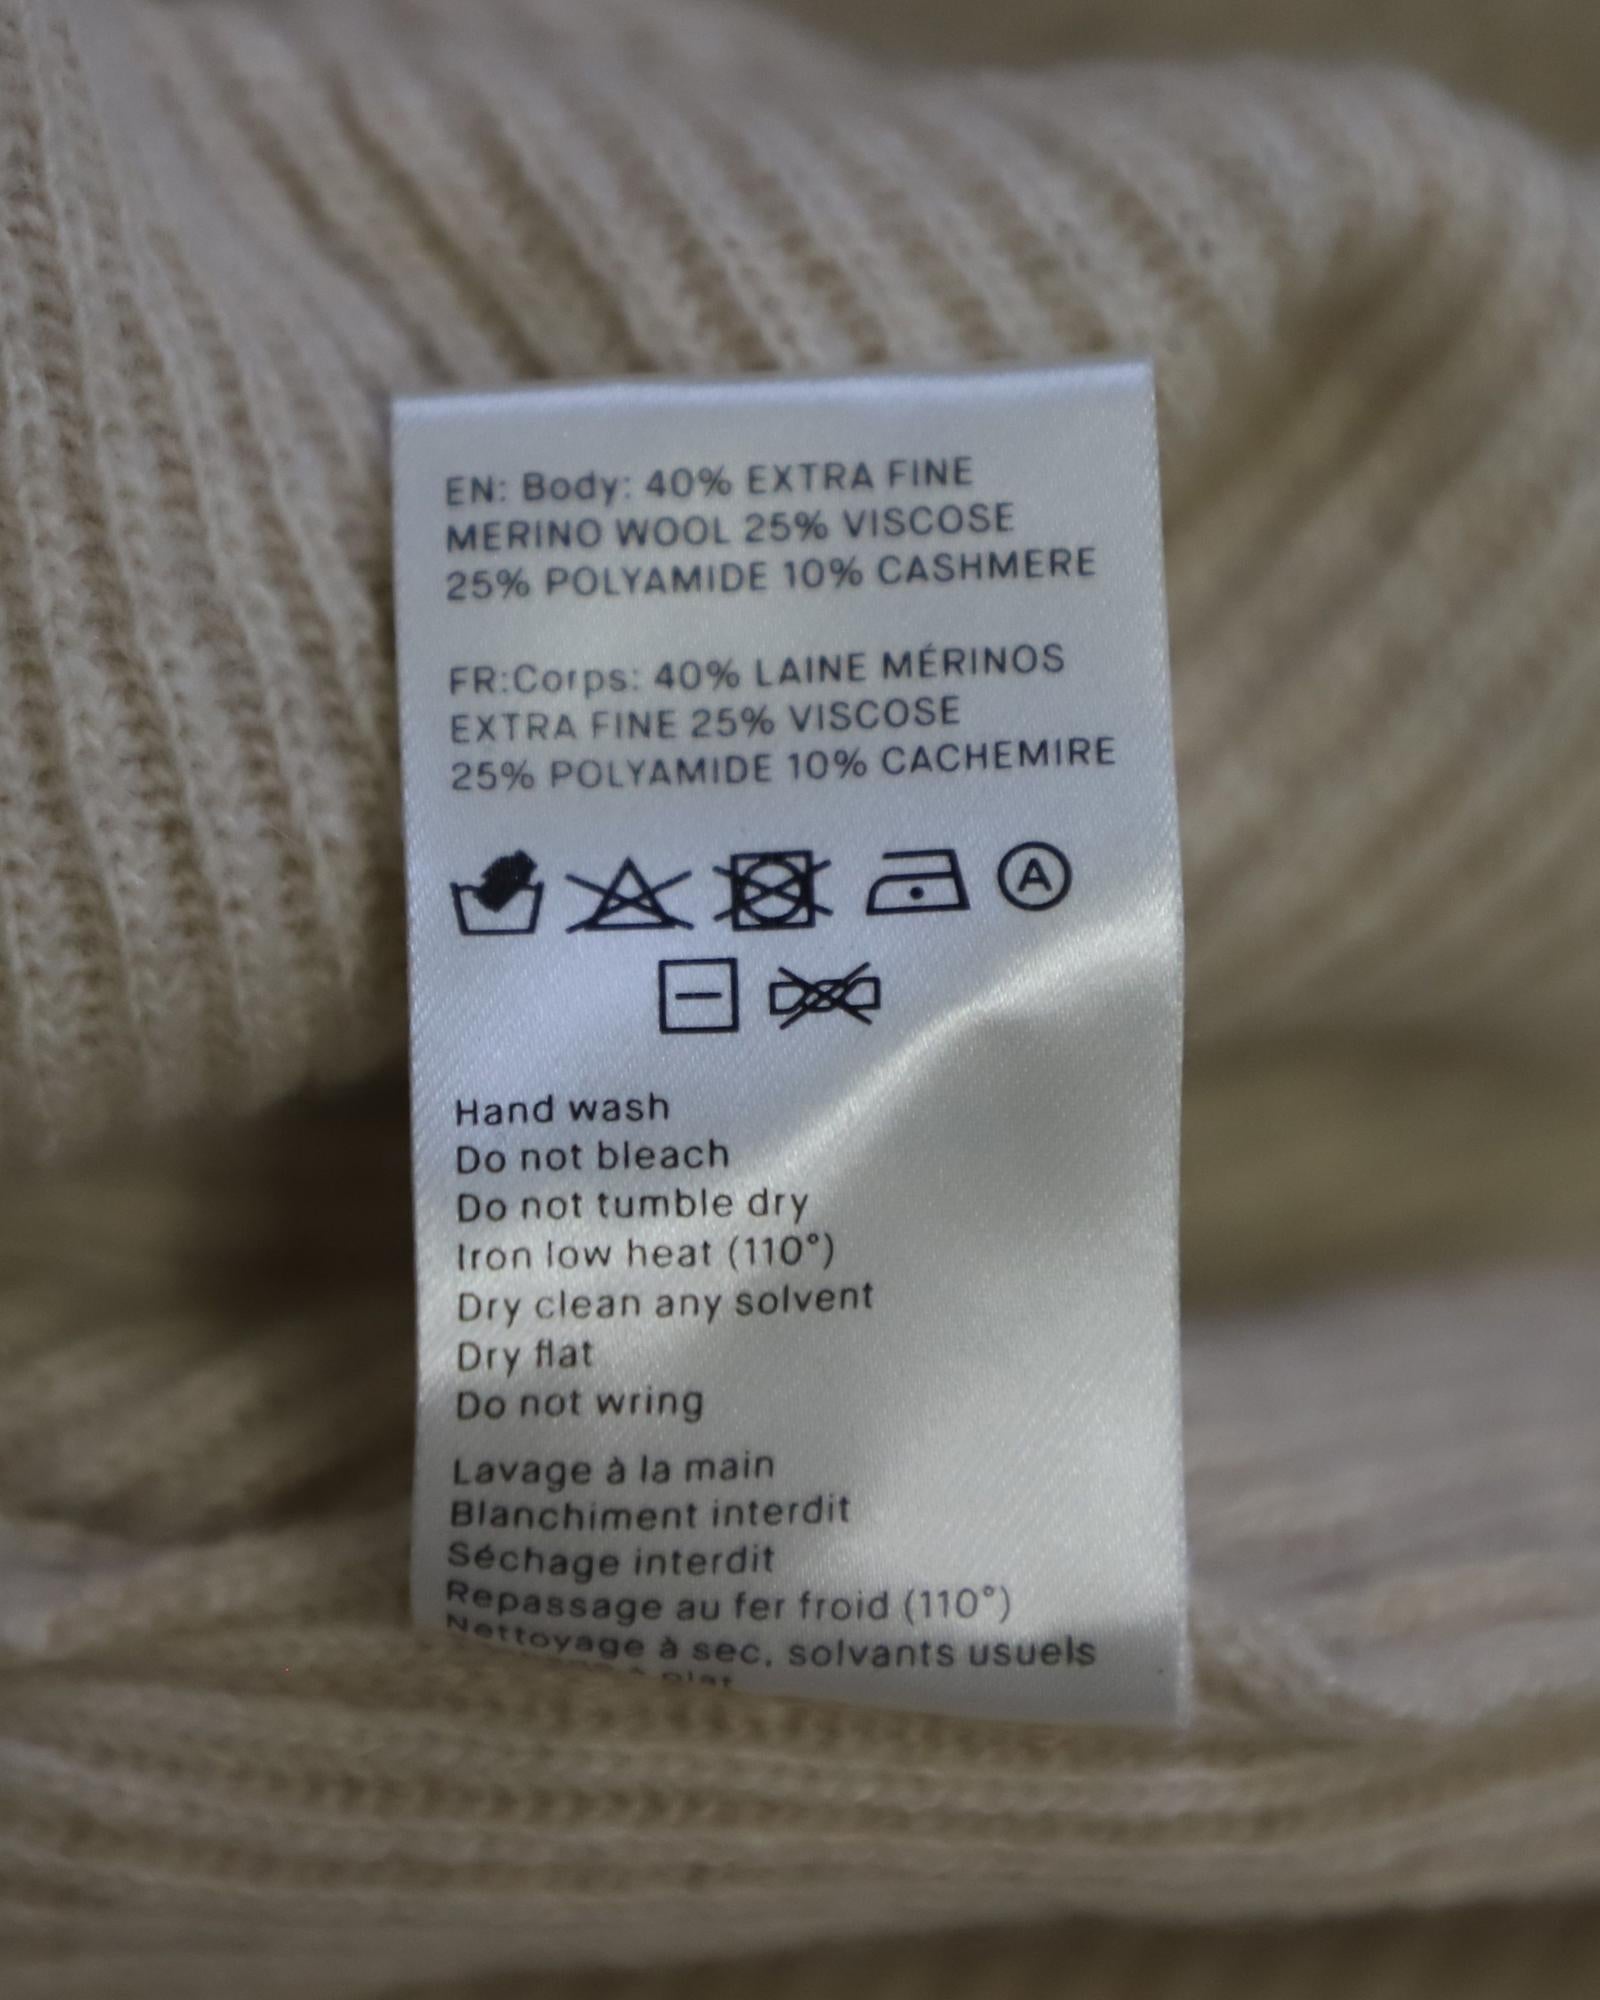 EN: Body: 40% EXTRA FINE
MERINO WOOL 25% VISCOSE
25% POLYAMIDE 10% CASHMERE
FR:Corps: 40% LAINE MÉRINOS
EXTRA FINE 25% VISCOSE
25% POLYAMIDE 10% CACHEMIRE
A
Hand wash
Do not bleach
Do not tumble dry
Iron low heat (110°)
Dry clean any solvent
Dry flat
Do not wring
Lavage à la main
Blanchiment interdit
Séchage interdit
Repassage au fer froid (110°)
Nettoyage à sec, solvants usuels
à plat